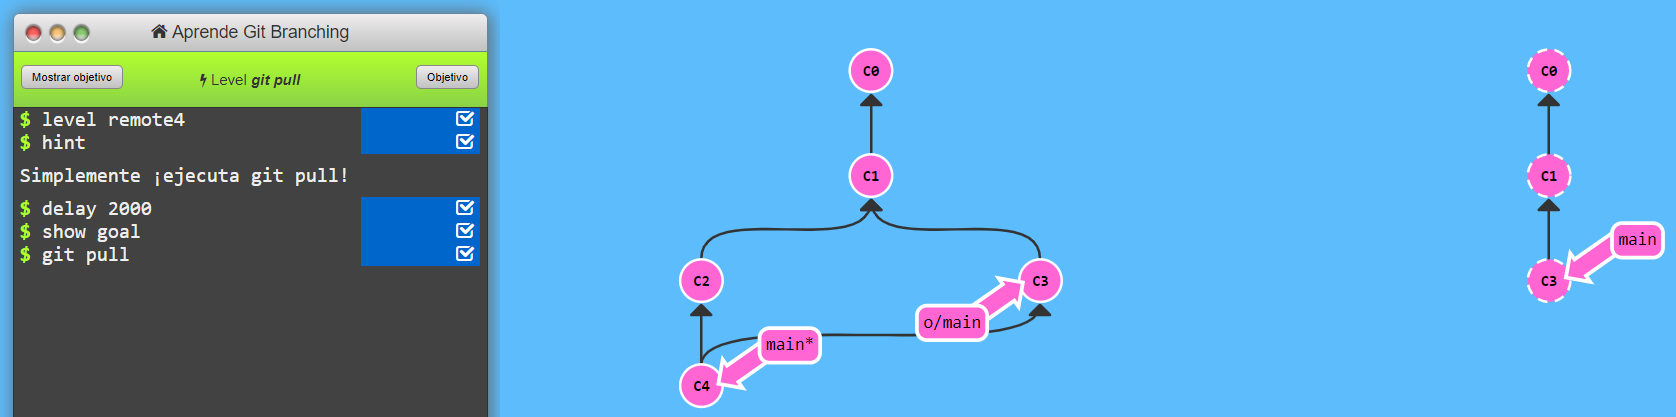 Aprende Git Branching
Mostrar objetivo
Level git pull
Objetivo
$ level remote4
$ hint
Simplemente ¡ejecuta git pull!
$ delay 2000
$ show goal
$ git pull
C0
C1
C2
C3
o/main
main*
C4
C0
C1
main
C3